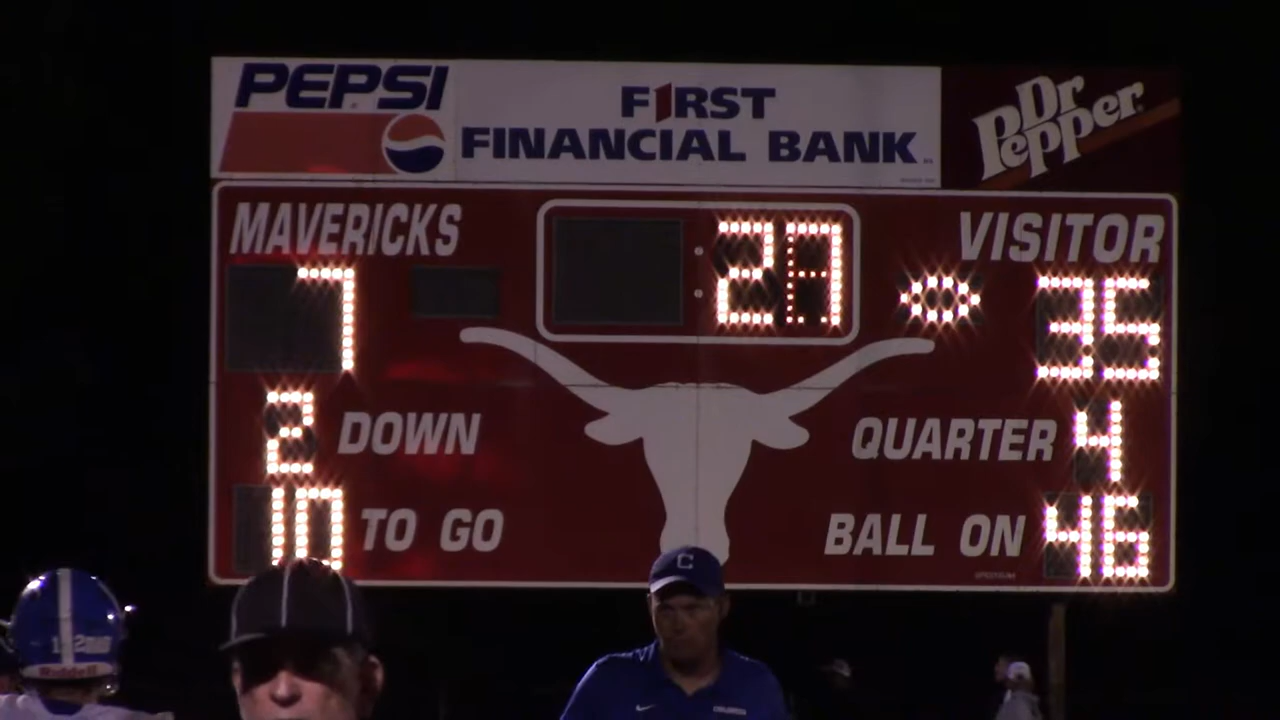 PEPSI
FIRST
FINANCIAL BANK
Dr
Pepper
MAVERICKS
VISITOR
7
35
2 DOWN
QUARTER 4
10 TO GO
BALL ON 46
C
Riddell